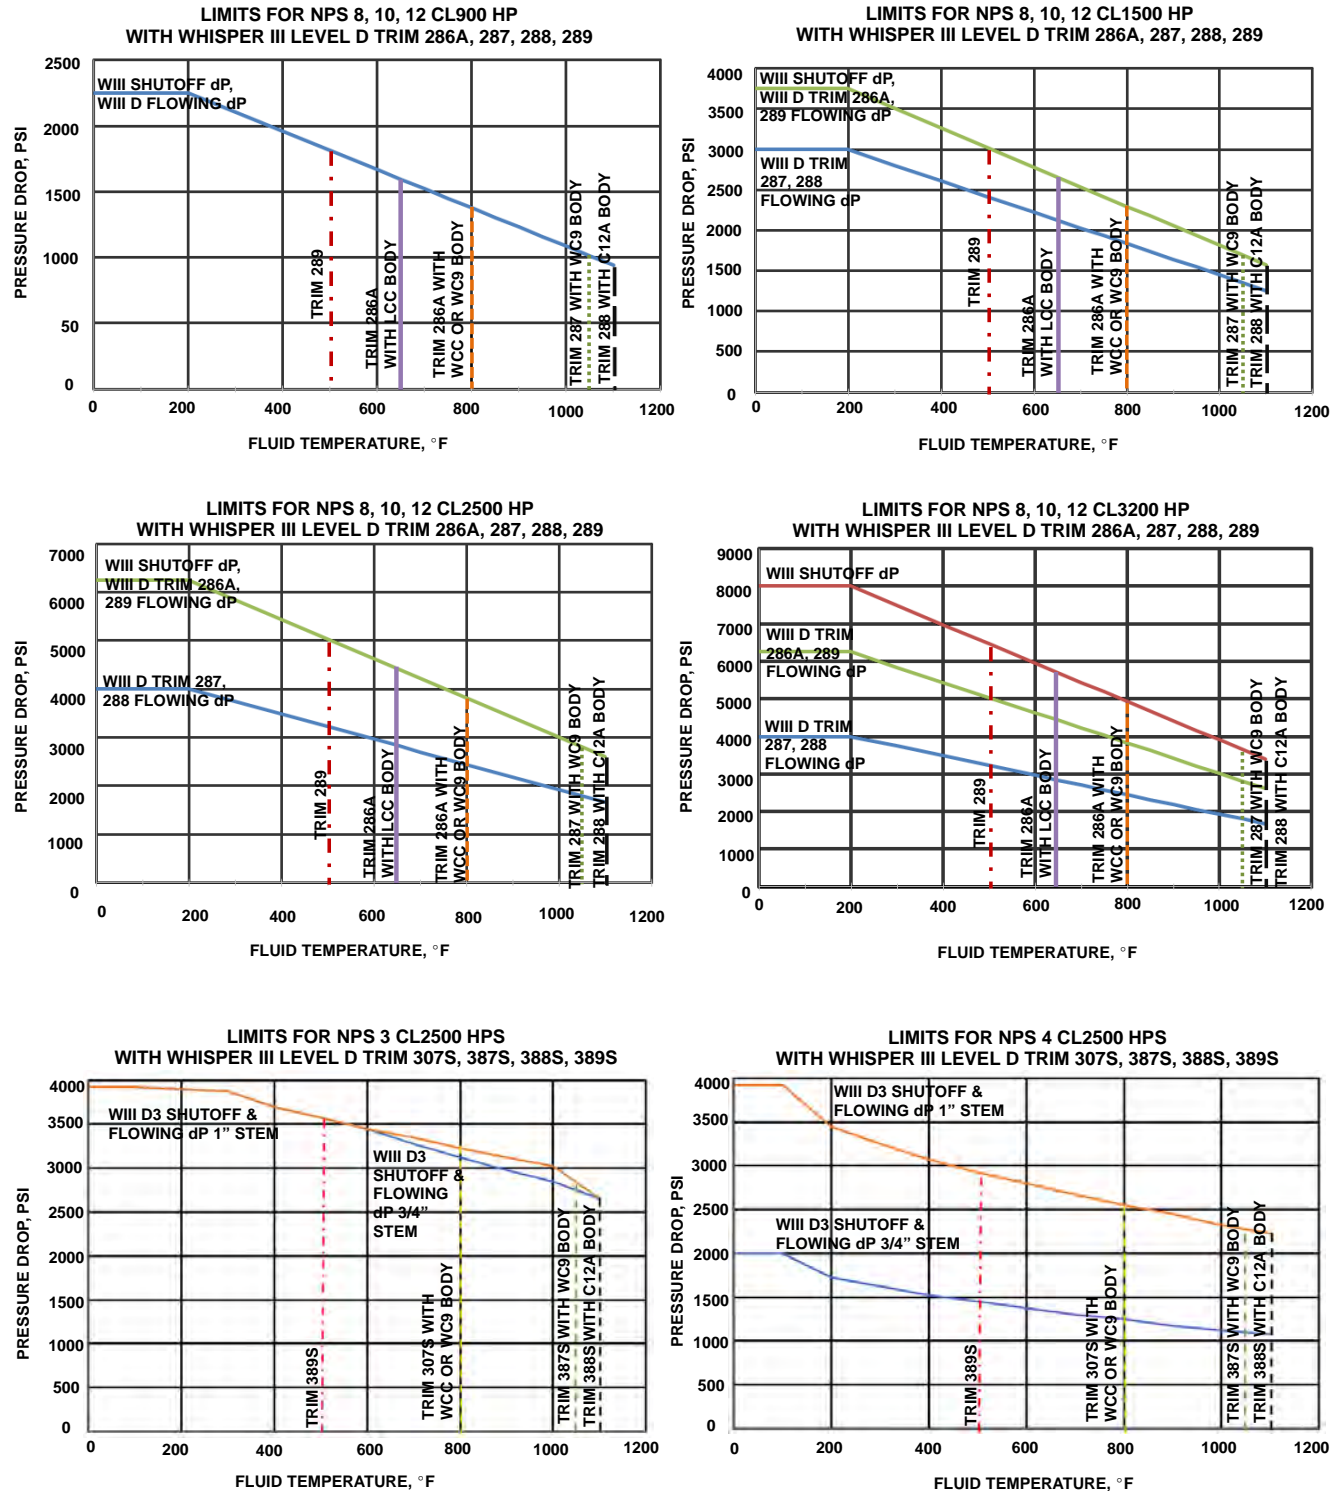 LIMITS FOR NPS 8, 10, 12 CL900 HP
WITH WHISPER III LEVEL D TRIM 286A, 287, 288, 289
PRESSURE DROP, PSI
2500
2000
1500
1000
50
0
WIII SHUTOFF dP,
WIII D FLOWING dP
TRIM 289
TRIM 286A
WITH LCC BODY
TRIM 286A WITH
WCC OR WC9 BODY
TRIM 287 WITH WC9 BODY
TRIM 288 WITH C12A BODY
0 200 400 600 800 1000 1200
FLUID TEMPERATURE, °F
LIMITS FOR NPS 8, 10, 12 CL1500 HP
WITH WHISPER III LEVEL D TRIM 286A, 287, 288, 289
PRESSURE DROP, PSI
4000
3500
3000
2500
2000
1500
1000
500
0
WIII SHUTOFF dP,
WIII D TRIM 286A,
289 FLOWING dP
WIII D TRIM
287, 288
FLOWING dP
TRIM 289
TRIM 286A
WITH LCC BODY
TRIM 286A WITH
WCC OR WC9 BODY
TRIM 287 WITH WC9 BODY
TRIM 288 WITH C12A BODY
0 200 400 600 800 1000 1200
FLUID TEMPERATURE, °F
LIMITS FOR NPS 8, 10, 12 CL2500 HP
WITH WHISPER III LEVEL D TRIM 286A, 287, 288, 289
PRESSURE DROP, PSI
7000
6000
5000
4000
3000
2000
1000
0
WIII SHUTOFF dP,
WIII D TRIM 286A,
289 FLOWING dP
WIII D TRIM 287,
288 FLOWING dP
TRIM 289
TRIM 286A
WITH LCC BODY
TRIM 286A WITH
WCC OR WC9 BODY
TRIM 287 WITH WC9 BODY
TRIM 288 WITH C12A BODY
0 200 400 600 800 1000 1200
FLUID TEMPERATURE, °F
LIMITS FOR NPS 8, 10, 12 CL3200 HP
WITH WHISPER III LEVEL D TRIM 286A, 287, 288, 289
PRESSURE DROP, PSI
9000
8000
7000
6000
5000
4000
3000
2000
1000
0
WIII SHUTOFF dP
WIII D TRIM
286A, 289
FLOWING dP
WIII D TRIM
287, 288
FLOWING dP
TRIM 289
TRIM 286A
WITH LCC BODY
TRIM 286A WITH
WCC OR WC9 BODY
TRIM 287 WITH WC9 BODY
TRIM 288 WITH C12A BODY
0 200 400 600 800 1000 1200
FLUID TEMPERATURE, °F
LIMITS FOR NPS 3 CL2500 HPS
WITH WHISPER III LEVEL D TRIM 307S, 387S, 388S, 389S
PRESSURE DROP, PSI
4000
3500
3000
2500
2000
1500
1000
500
0
WIII D3 SHUTOFF &
FLOWING dP 1” STEM
WIII D3
SHUTOFF &
FLOWING
dP 3/4”
STEM
TRIM 389S
TRIM 307S WITH
WCC OR WC9 BODY
TRIM 387S WITH WC9 BODY
TRIM 388S WITH C12A BODY
0 200 400 600 800 1000 1200
FLUID TEMPERATURE, °F
LIMITS FOR NPS 4 CL2500 HPS
WITH WHISPER III LEVEL D TRIM 307S, 387S, 388S, 389S
PRESSURE DROP, PSI
4000
3500
3000
2500
2000
1500
1000
500
0
WIII D3 SHUTOFF &
FLOWING dP 1” STEM
WIII D3 SHUTOFF &
FLOWING dP 3/4” STEM
TRIM 389S
TRIM 307S WITH
WCC OR WC9 BODY
TRIM 387S WITH WC9 BODY
TRIM 388S WITH C12A BODY
0 200 400 600 800 1000 1200
FLUID TEMPERATURE, °F